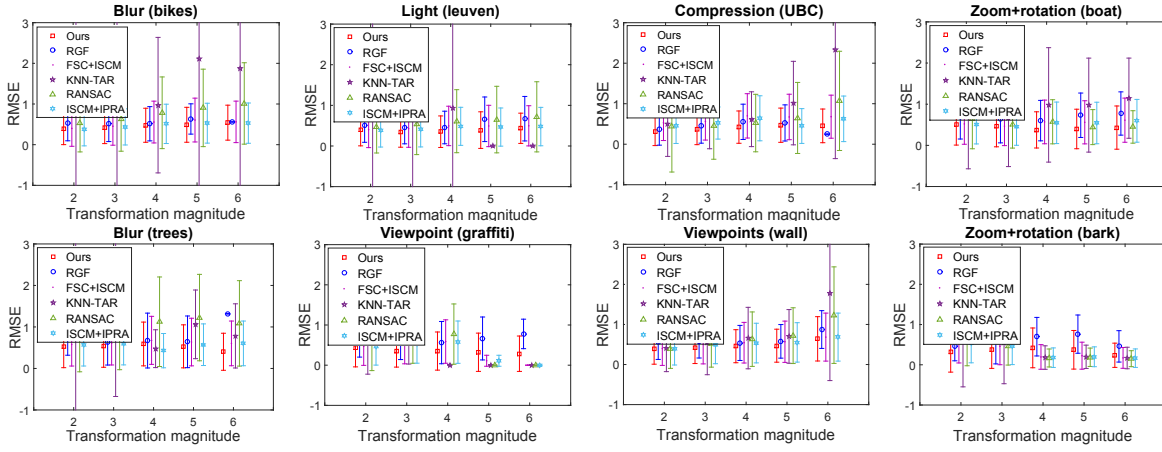 Blur (bikes)
3
2
1
0
-1
RMSE
Ours
RGF
FSC+ISCM
KNN-TAR
RANSAC
ISCM+IPRA
2 3 4 5 6
Transformation magnitude
Light (leuven)
3
2
1
0
-1
RMSE
Ours
RGF
FSC+ISCM
KNN-TAR
RANSAC
ISCM+IPRA
2 3 4 5 6
Transformation magnitude
Compression (UBC)
3
2
1
0
-1
RMSE
Ours
RGF
FSC+ISCM
KNN-TAR
RANSAC
ISCM+IPRA
2 3 4 5 6
Transformation magnitude
Zoom+rotation (boat)
3
2
1
0
-1
RMSE
Ours
RGF
FSC+ISCM
KNN-TAR
RANSAC
ISCM+IPRA
2 3 4 5 6
Transformation magnitude
Blur (trees)
3
2
1
0
-1
RMSE
Ours
RGF
FSC+ISCM
KNN-TAR
RANSAC
ISCM+IPRA
2 3 4 5 6
Transformation magnitude
Viewpoint (graffiti)
3
2
1
0
-1
RMSE
Ours
RGF
FSC+ISCM
KNN-TAR
RANSAC
ISCM+IPRA
2 3 4 5 6
Transformation magnitude
Viewpoints (wall)
3
2
1
0
-1
RMSE
Ours
RGF
FSC+ISCM
KNN-TAR
RANSAC
ISCM+IPRA
2 3 4 5 6
Transformation magnitude
Zoom+rotation (bark)
3
2
1
0
-1
RMSE
Ours
RGF
FSC+ISCM
KNN-TAR
RANSAC
ISCM+IPRA
2 3 4 5 6
Transformation magnitude